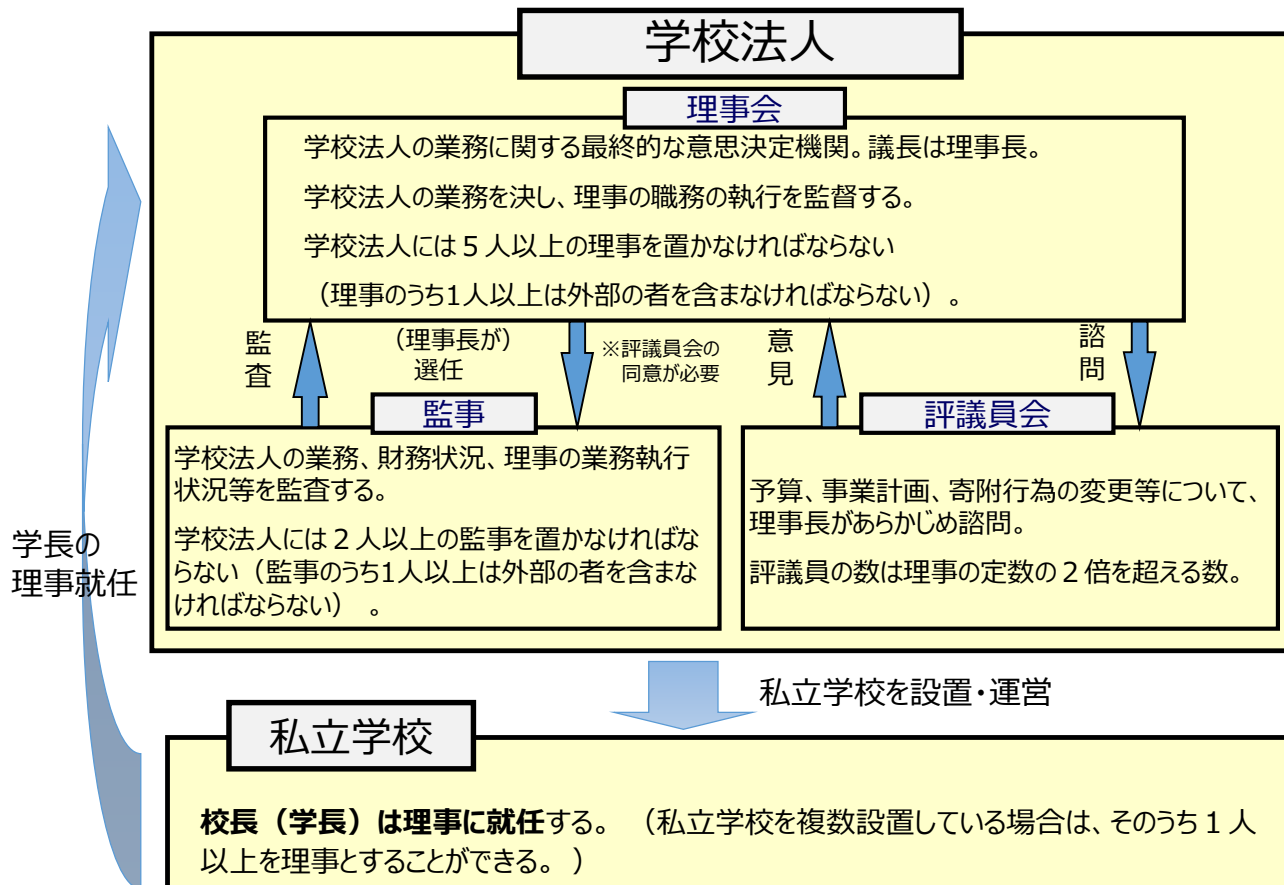 学校法人
理事会
学校法人の業務に関する最終的な意思決定機関。議長は理事長。
学校法人の業務を決し、理事の職務の執行を監督する。
学校法人には５人以上の理事を置かなければならない
（理事のうち1人以上は外部の者を含まなければならない）。
監査
（理事長が）
選任
※評議員会の
同意が必要
意見
諮問
監事
学校法人の業務、財務状況、理事の業務執行
状況等を監査する。
学校法人には２人以上の監事を置かなければな
らない（監事のうち1人以上は外部の者を含まな
ければならない） 。
評議員会
予算、事業計画、寄附行為の変更等について、
理事長があらかじめ諮問。
評議員の数は理事の定数の２倍を超える数。
学長の
理事就任
私立学校を設置・運営
私立学校
校長（学長）は理事に就任する。 （私立学校を複数設置している場合は、そのうち１人
以上を理事とすることができる。）